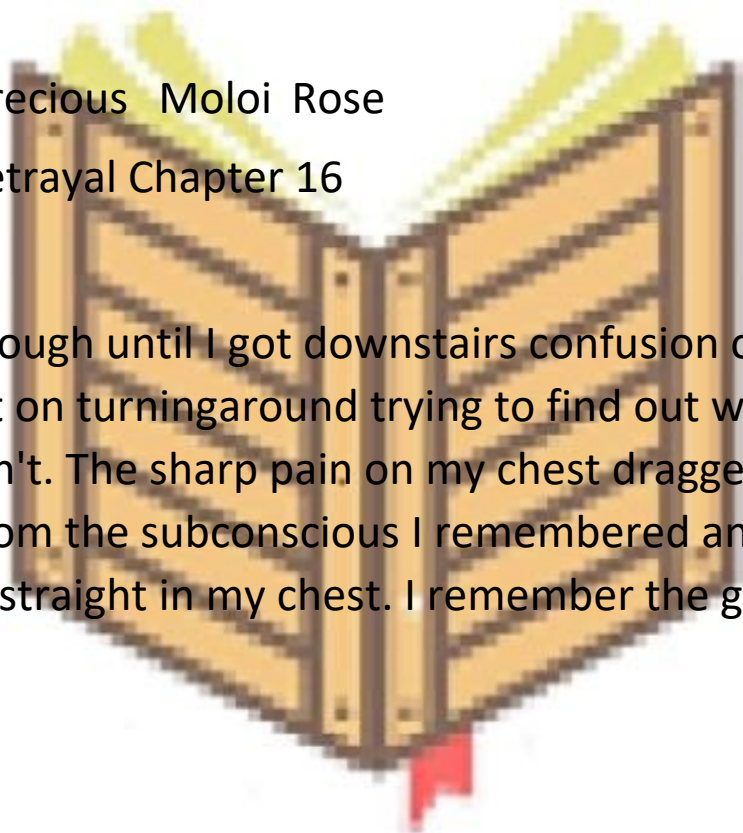 recious Moloi Rose
etrayal Chapter 16
ough until I got downstairs confusion
t on turningaround trying to find out w
n't. The sharp pain on my chest dragge
om the subconscious I remembered an
straight in my chest. I remember the g